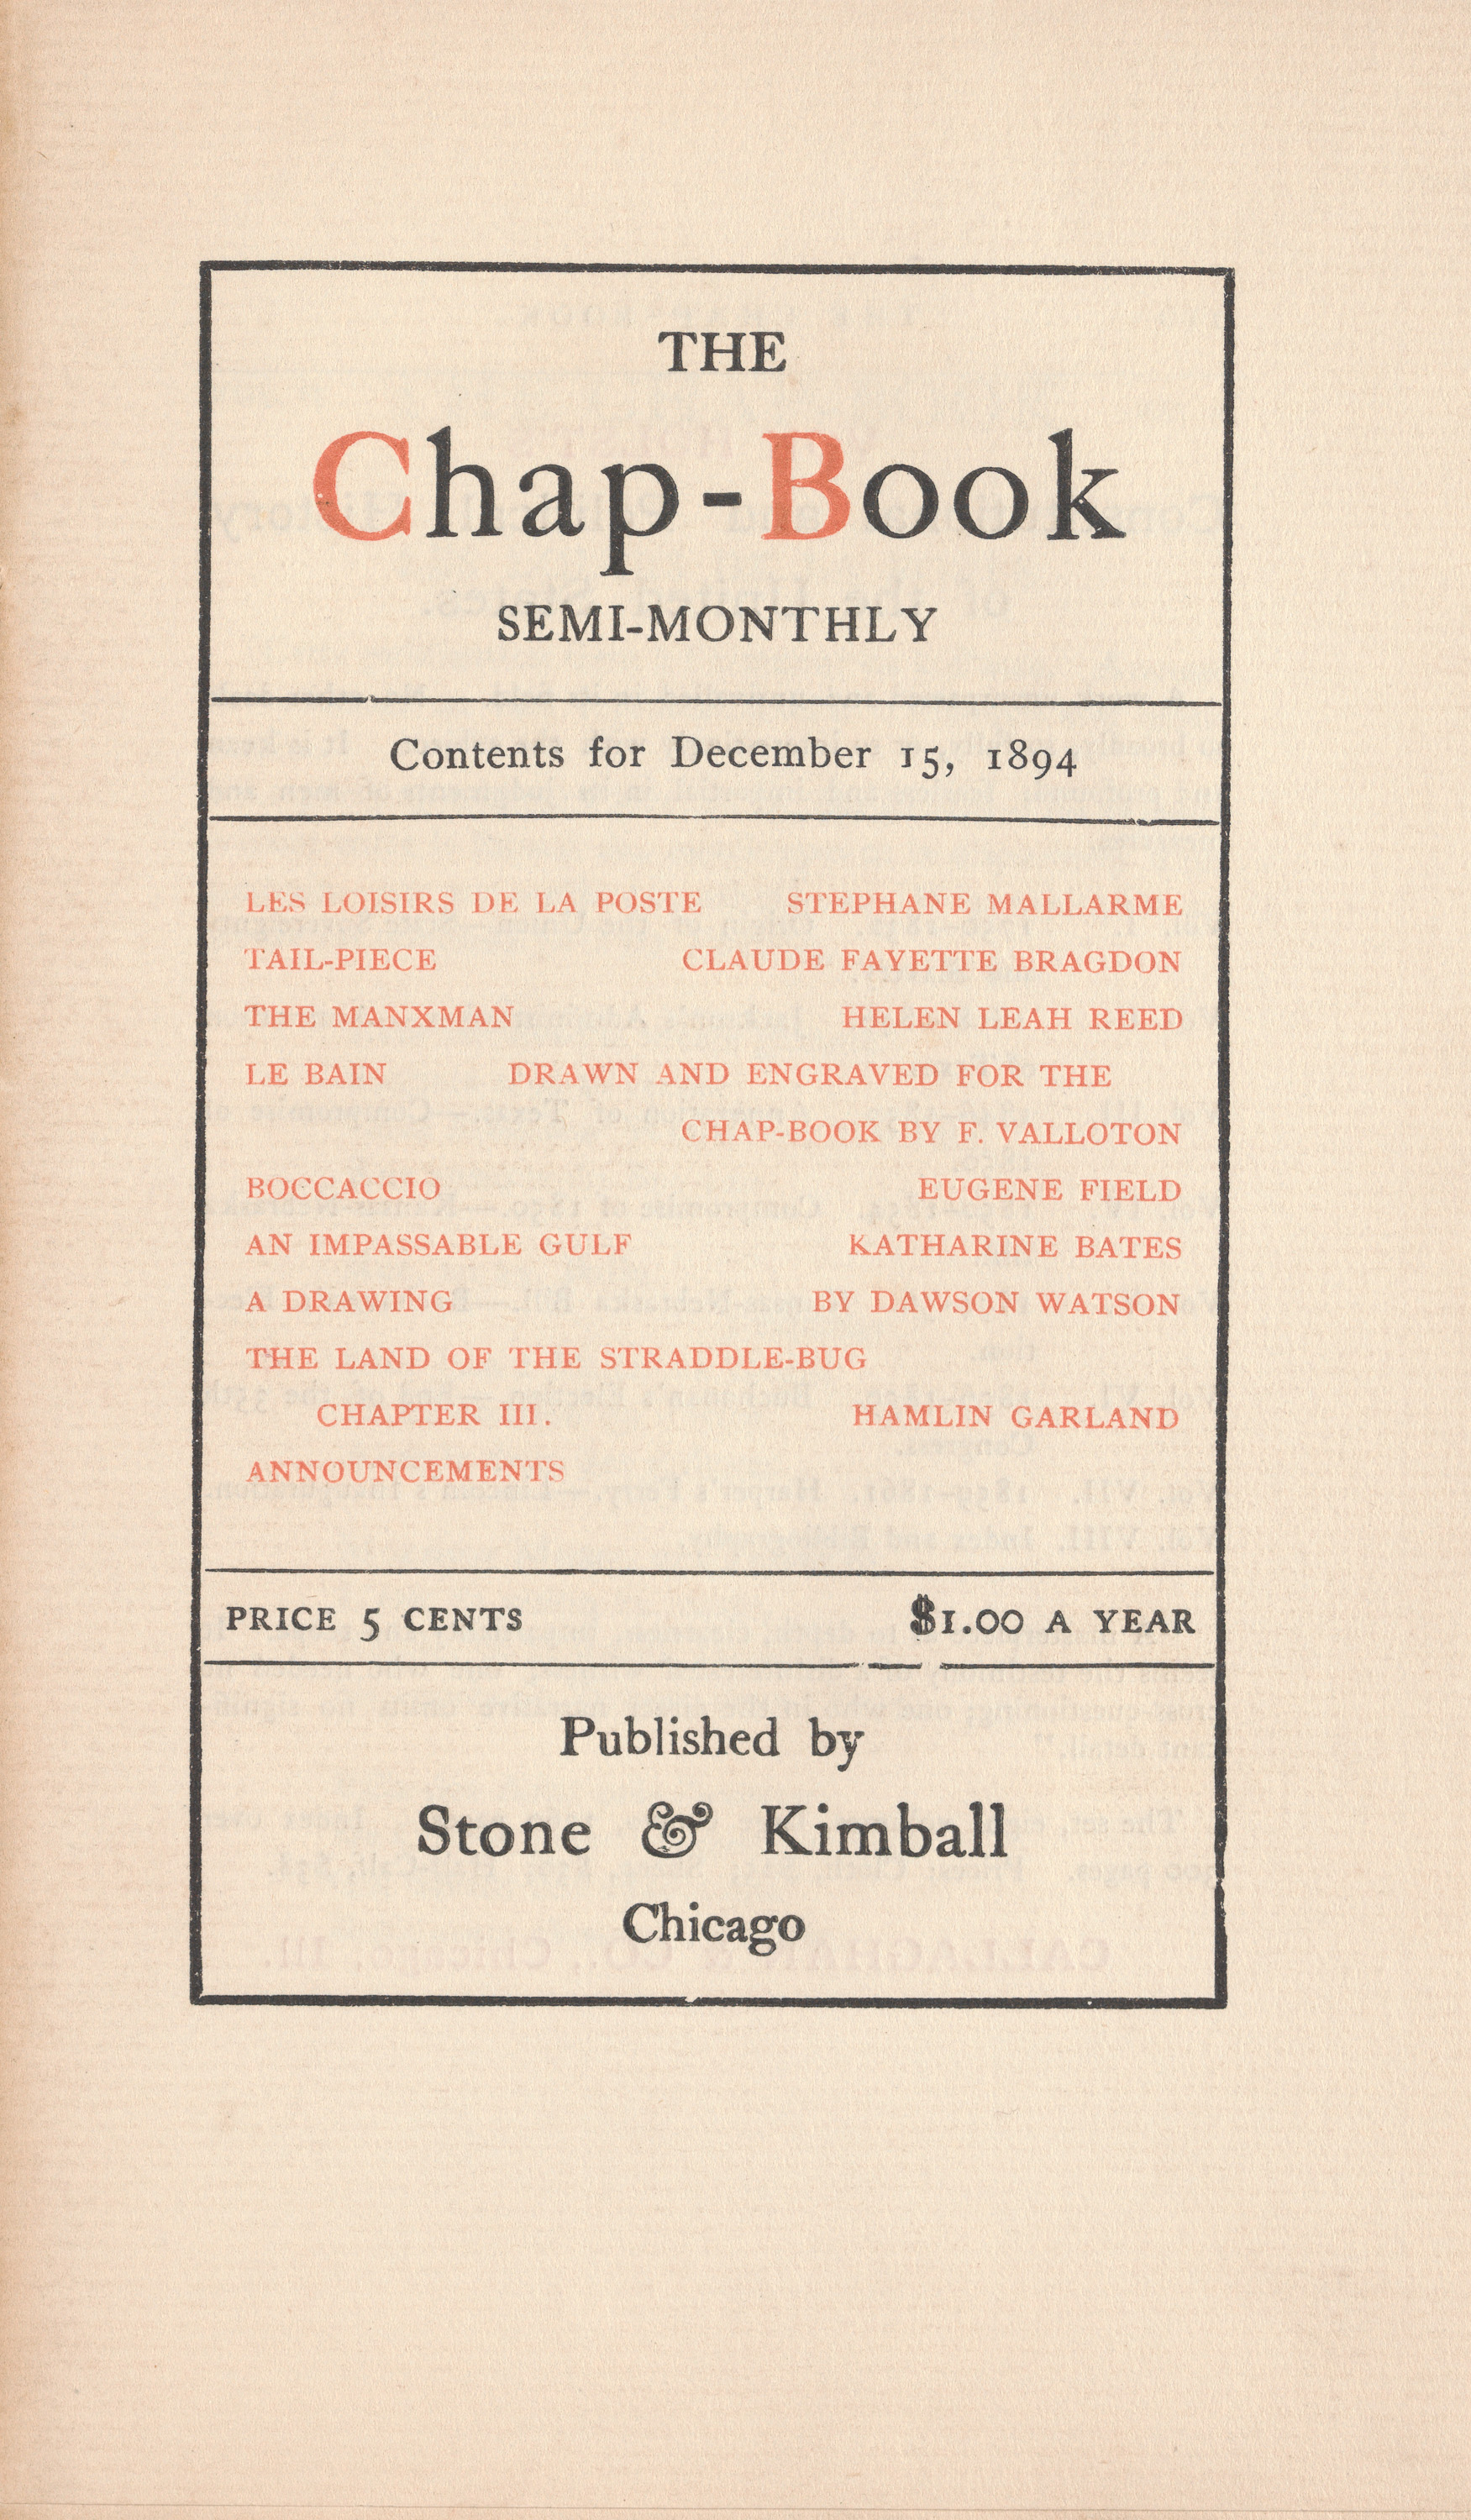 THE
Chap-Book
SEMI-MONTHLY
Contents for December 15, 1894
LES LOISIRS DE LA POSTE STEPHANE MALLARME
TAIL-PIECE CLAUDE FAYETTE BRAGDON
THE MANXMAN HELEN LEAH REED
LE BAIN DRAWN AND ENGRAVED FOR THE
CHAP-BOOK BY F. VALLOTON
BOCCACCIO EUGENE FIELD
AN IMPASSABLE GULF KATHARINE BATES
A DRAWING BY DAWSON WATSON
THE LAND OF THE STRADDLE-BUG
CHAPTER III. HAMLIN GARLAND
ANNOUNCEMENTS
PRICE 5 CENTS $1.00 A YEAR
Published by
Stone & Kimball
Chicago